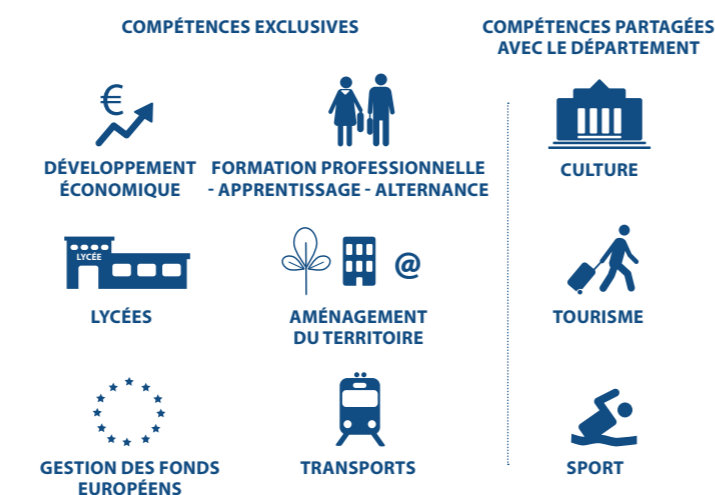 COMPÉTENCES EXCLUSIVES
COMPÉTENCES PARTAGÉES
AVEC LE DÉPARTEMENT
€
DÉVELOPPEMENT
ÉCONOMIQUE
FORMATION PROFESSIONNELLE
- APPRENTISSAGE - ALTERNANCE
CULTURE
LYCÉE
LYCÉES
@
AMÉNAGEMENT
DU TERRITOIRE
TOURISME
GESTION DES FONDS
EUROPÉENS
TRANSPORTS
SPORT